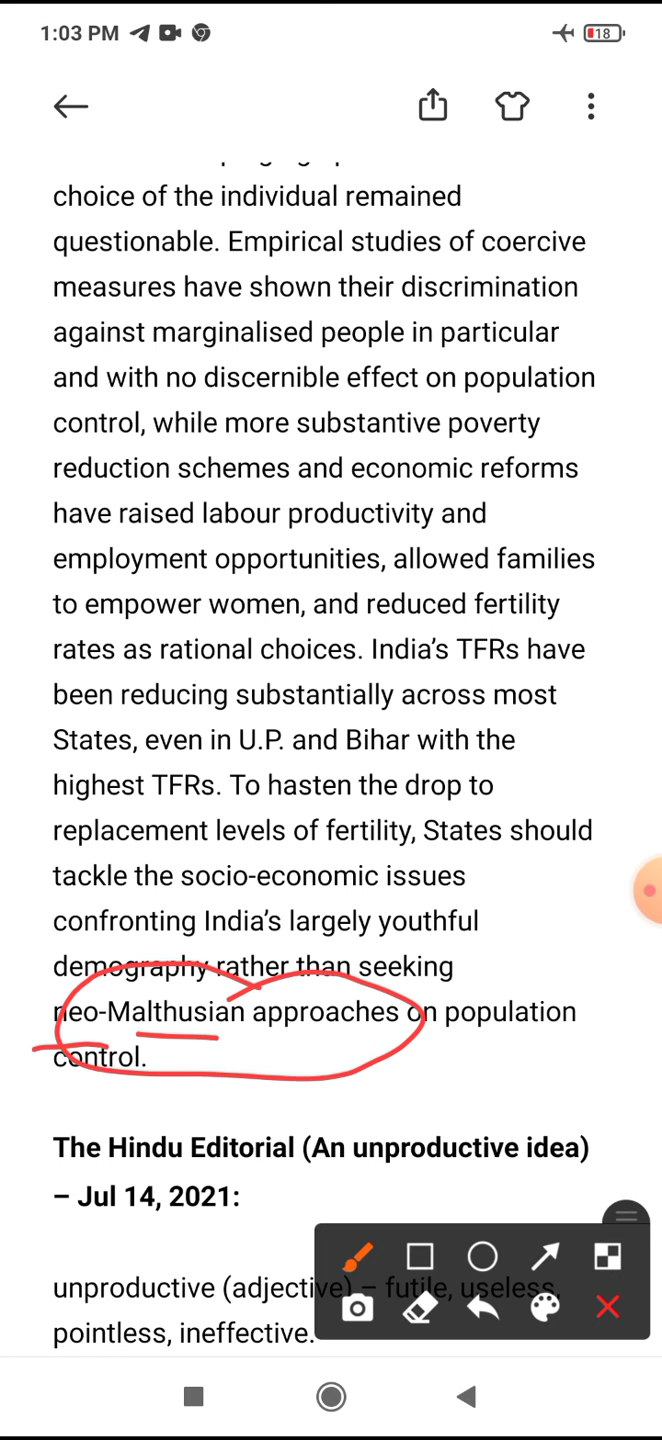 1:03 PM
18
choice of the individual remained
questionable. Empirical studies of coercive
measures have shown their discrimination
against marginalised people in particular
and with no discernible effect on population
control, while more substantive poverty
reduction schemes and economic reforms
have raised labour productivity and
employment opportunities, allowed families
to empower women, and reduced fertility
rates as rational choices. India’s TFRs have
been reducing substantially across most
States, even in U.P. and Bihar with the
highest TFRs. To hasten the drop to
replacement levels of fertility, States should
tackle the socio-economic issues
confronting India’s largely youthful
demography rather than seeking
neo-Malthusian approaches on population
control.
The Hindu Editorial (An unproductive idea)
– Jul 14, 2021:
unproductive (adjective) – futile, useless,
pointless, ineffective.